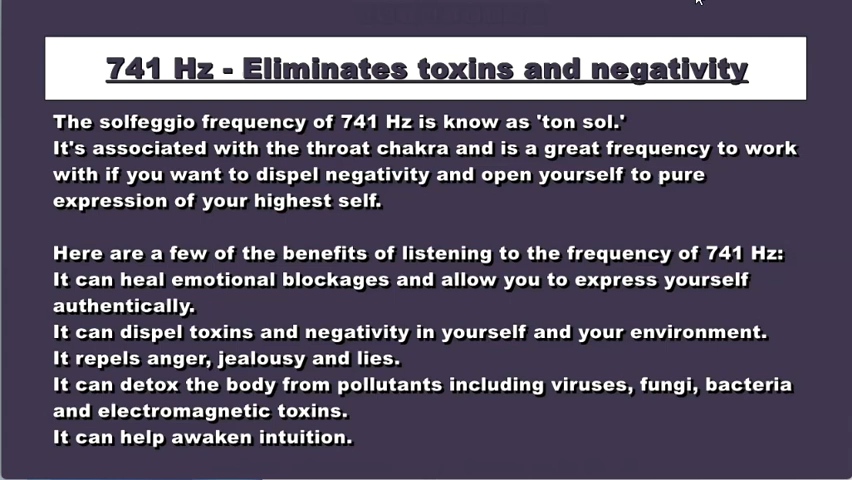 741 Hz - Eliminates toxins and negativity
The solfeggio frequency of 741 Hz is know as 'ton sol.'
It's associated with the throat chakra and is a great frequency to work
with if you want to dispel negativity and open yourself to pure
expression of your highest self.
Here are a few of the benefits of listening to the frequency of 741 Hz:
It can heal emotional blockages and allow you to express yourself
authentically.
It can dispel toxins and negativity in yourself and your environment.
It repels anger, jealousy and lies.
It can detox the body from pollutants including viruses, fungi, bacteria
and electromagnetic toxins.
It can help awaken intuition.